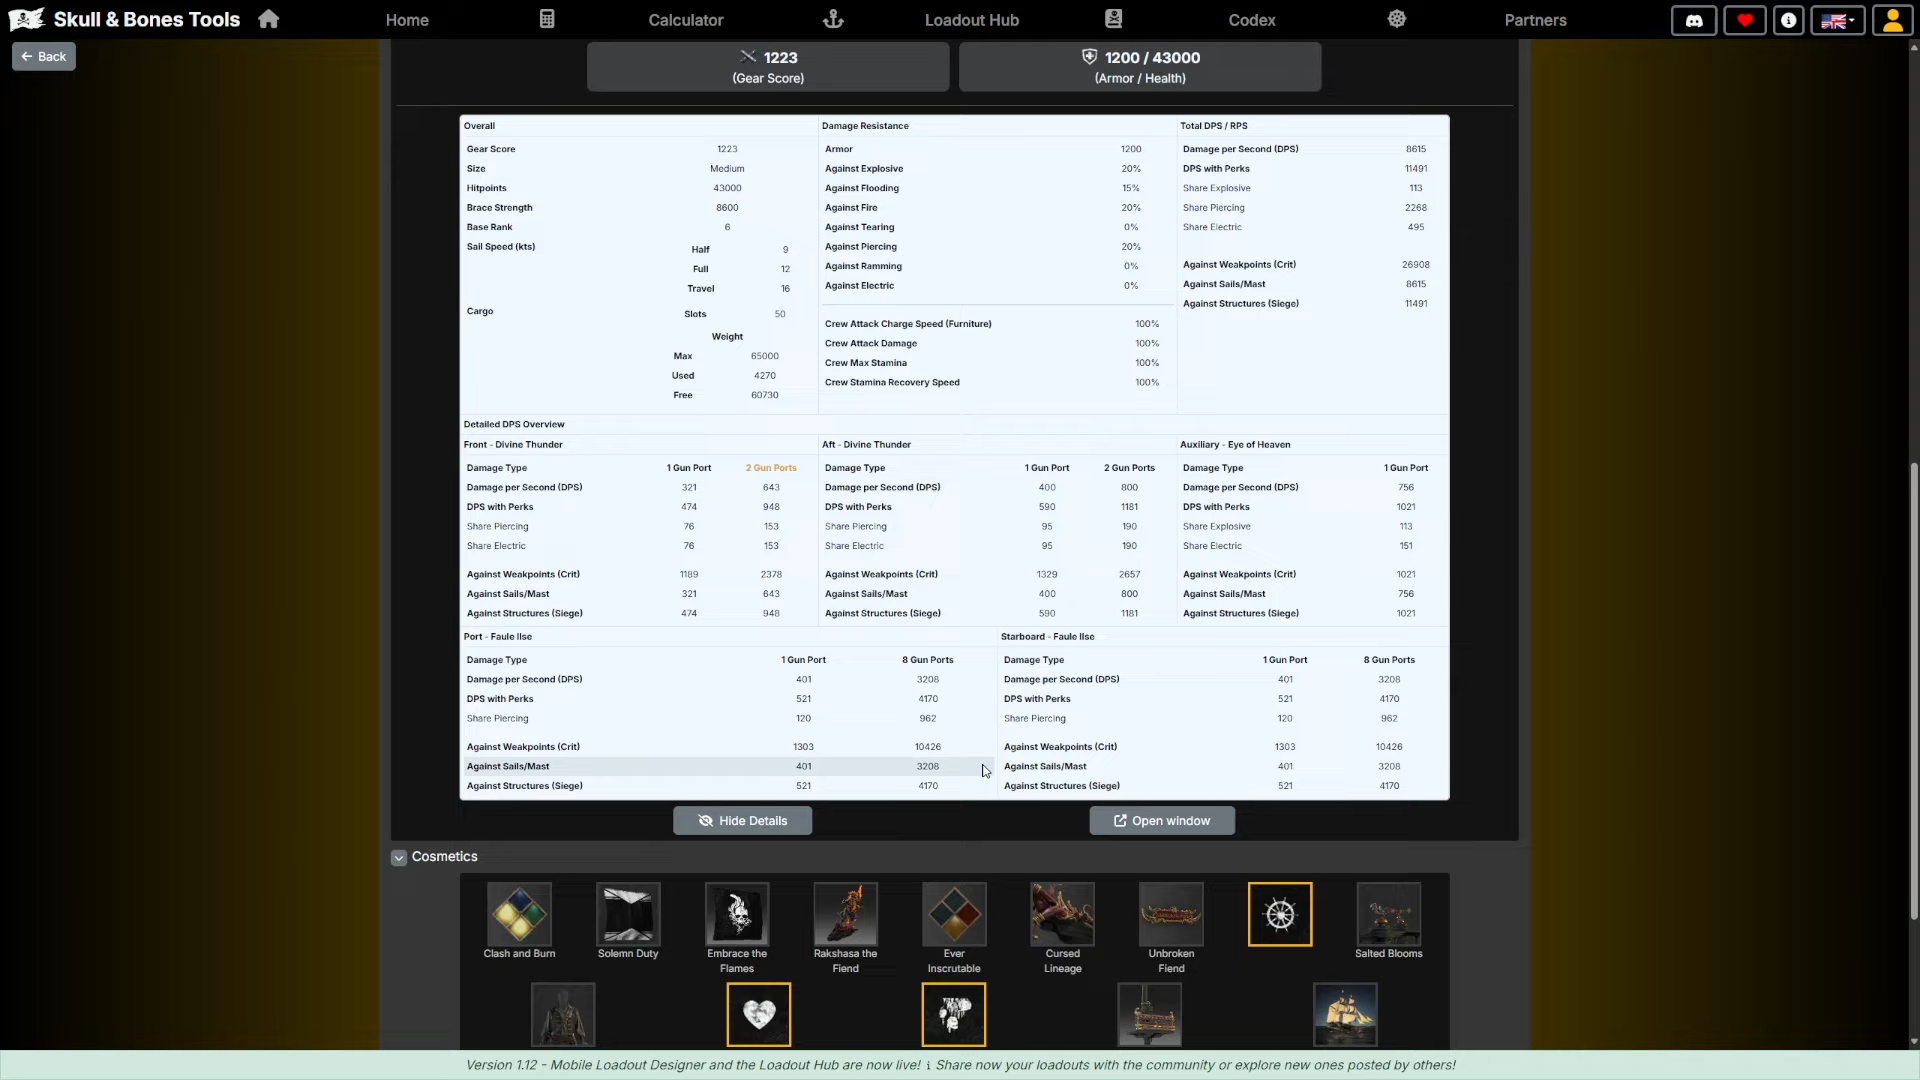 Skull & Bones Tools Home Calculator Loadout Hub Codex Partners
Back
1223
(Gear Score)
1200 / 43000
(Armor / Health)
Overall
Gear Score 1223
Size Medium
Hitpoints 43000
Brace Strength 8600
Base Rank 6
Sail Speed (kts) Half 9
Full 12
Travel 16
Cargo Slots 50
Weight
Max 65000
Used 4270
Free 60730
Damage Resistance
Armor 1200
Against Explosive 20%
Against Flooding 15%
Against Fire 20%
Against Tearing 0%
Against Piercing 20%
Against Ramming 0%
Against Electric 0%
Crew Attack Charge Speed (Furniture) 100%
Crew Attack Damage 100%
Crew Max Stamina 100%
Crew Stamina Recovery Speed 100%
Total DPS / RPS
Damage per Second (DPS) 8615
DPS with Perks 11491
Share Explosive 113
Share Piercing 2268
Share Electric 495
Against Weakpoints (Crit) 26908
Against Sails/Mast 8615
Against Structures (Siege) 11491
Detailed DPS Overview
Front - Divine Thunder
Damage Type 1 Gun Port 2 Gun Ports
Damage per Second (DPS) 321 643
DPS with Perks 474 948
Share Piercing 76 153
Share Electric 76 153
Against Weakpoints (Crit) 1189 2378
Against Sails/Mast 321 643
Against Structures (Siege) 474 948
Aft - Divine Thunder
Damage Type 1 Gun Port 2 Gun Ports
Damage per Second (DPS) 400 800
DPS with Perks 590 1181
Share Piercing 95 190
Share Electric 95 190
Against Weakpoints (Crit) 1329 2657
Against Sails/Mast 400 800
Against Structures (Siege) 590 1181
Auxiliary - Eye of Heaven
Damage Type 1 Gun Port
Damage per Second (DPS) 756
DPS with Perks 1021
Share Explosive 113
Share Electric 151
Against Weakpoints (Crit) 1021
Against Sails/Mast 756
Against Structures (Siege) 1021
Port - Faule Ilse
Damage Type 1 Gun Port 8 Gun Ports
Damage per Second (DPS) 401 3208
DPS with Perks 521 4170
Share Piercing 120 962
Against Weakpoints (Crit) 1303 10426
Against Sails/Mast 401 3208
Against Structures (Siege) 521 4170
Starboard - Faule Ilse
Damage Type 1 Gun Port 8 Gun Ports
Damage per Second (DPS) 401 3208
DPS with Perks 521 4170
Share Piercing 120 962
Against Weakpoints (Crit) 1303 10426
Against Sails/Mast 401 3208
Against Structures (Siege) 521 4170
Hide Details
Open window
Cosmetics
Clash and Burn
Solemn Duty
Embrace the
Flames
Rakshasa the
Fiend
Ever
Inscrutable
Cursed
Lineage
Unbroken
Fiend
Salted Blooms
Version 1.12 - Mobile Loadout Designer and the Loadout Hub are now live! i Share now your loadouts with the community or explore new ones posted by others!